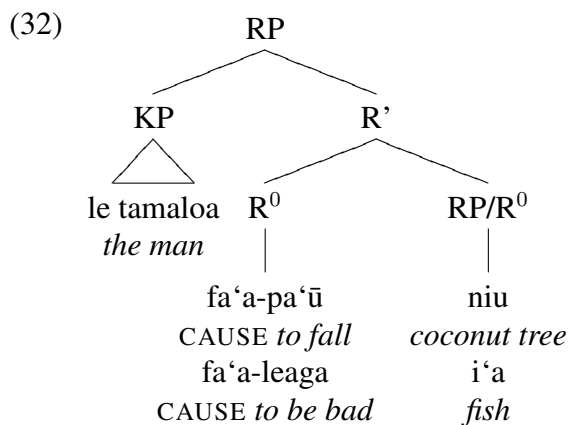 (32)
RP
KP R’
le tamaloa R⁰ RP/R⁰
the man
fa‘a-pa‘ū niu
CAUSE to fall coconut tree
fa‘a-leaga i‘a
CAUSE to be bad fish